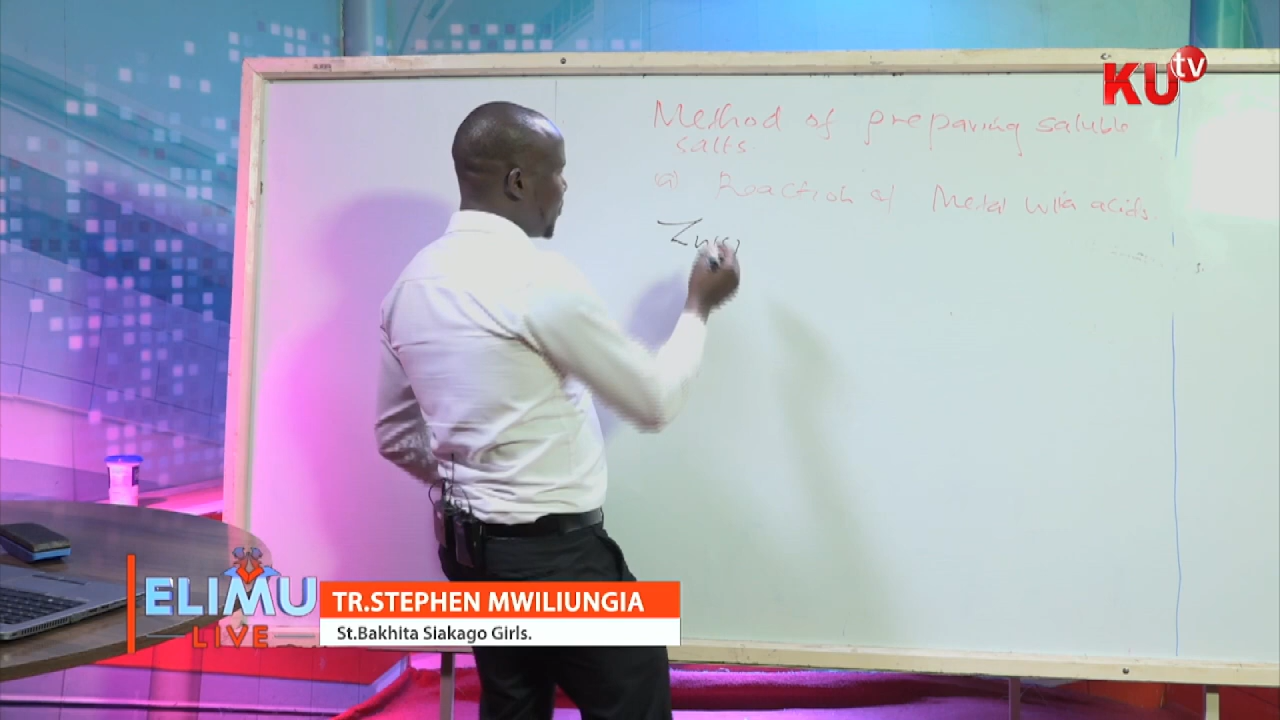 KU tv
Method of preparing soluble
salts.
(a) Reaction of Metal with acids
Zn(s)
ELIMU
LIVE
TR.STEPHEN MWILIUNGIA
St.Bakhita Siakago Girls.